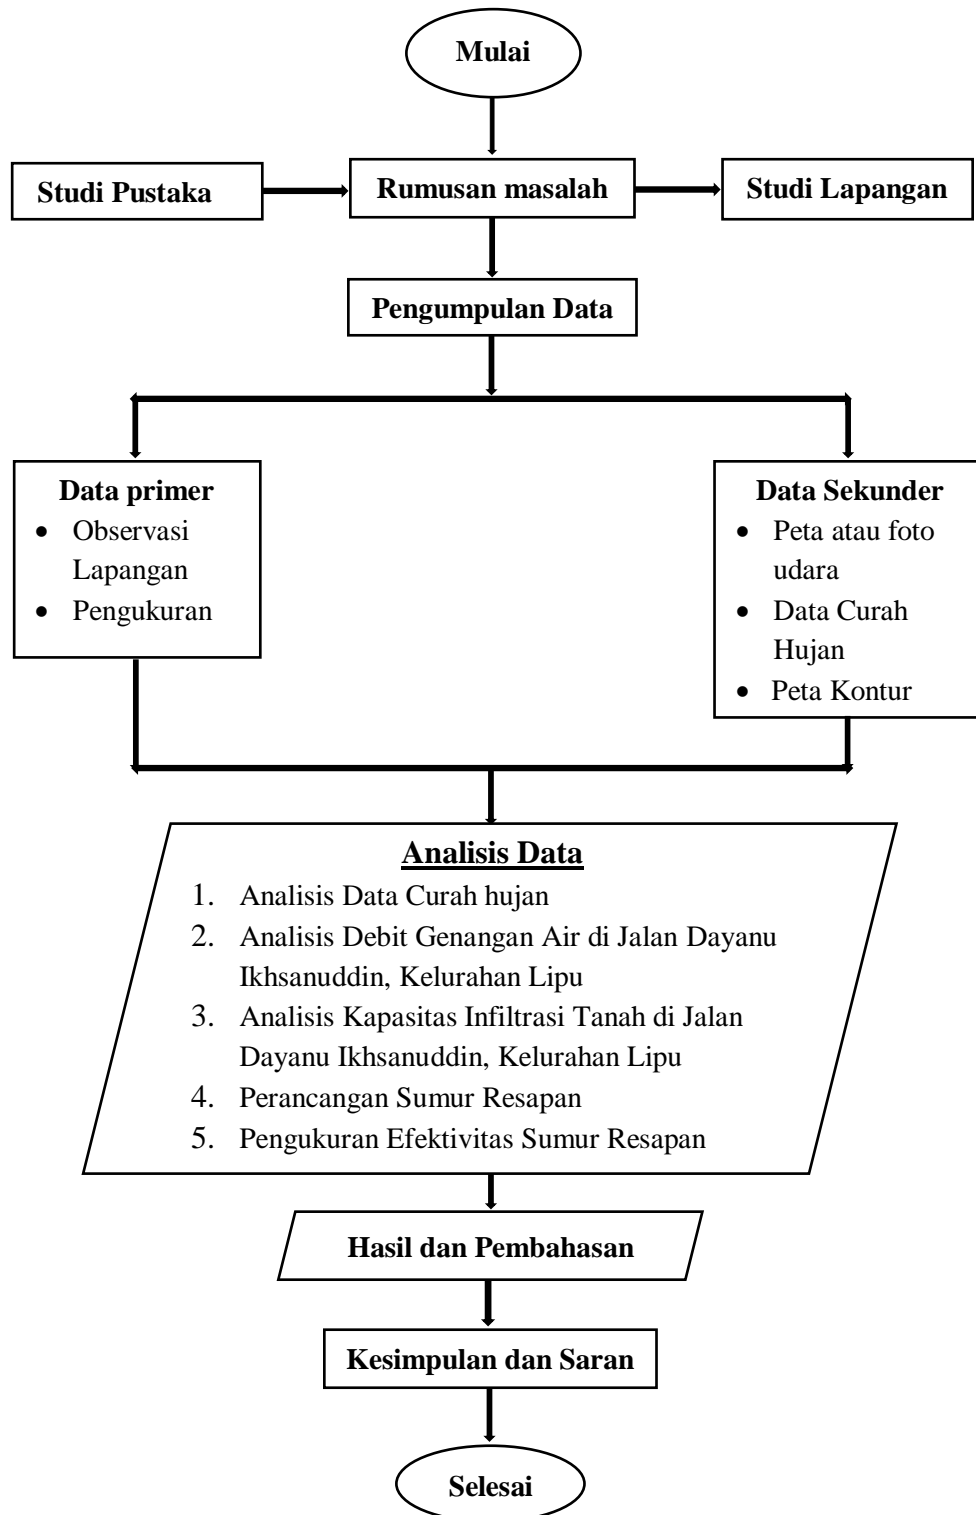 Mulai
Studi Pustaka
Rumusan masalah
Studi Lapangan
Pengumpulan Data
Data primer
• Observasi
Lapangan
• Pengukuran
Data Sekunder
• Peta atau foto
udara
• Data Curah
Hujan
• Peta Kontur
Analisis Data
1. Analisis Data Curah hujan
2. Analisis Debit Genangan Air di Jalan Dayanu
Ikhsanuddin, Kelurahan Lipu
3. Analisis Kapasitas Infiltrasi Tanah di Jalan
Dayanu Ikhsanuddin, Kelurahan Lipu
4. Perancangan Sumur Resapan
5. Pengukuran Efektivitas Sumur Resapan
Hasil dan Pembahasan
Kesimpulan dan Saran
Selesai